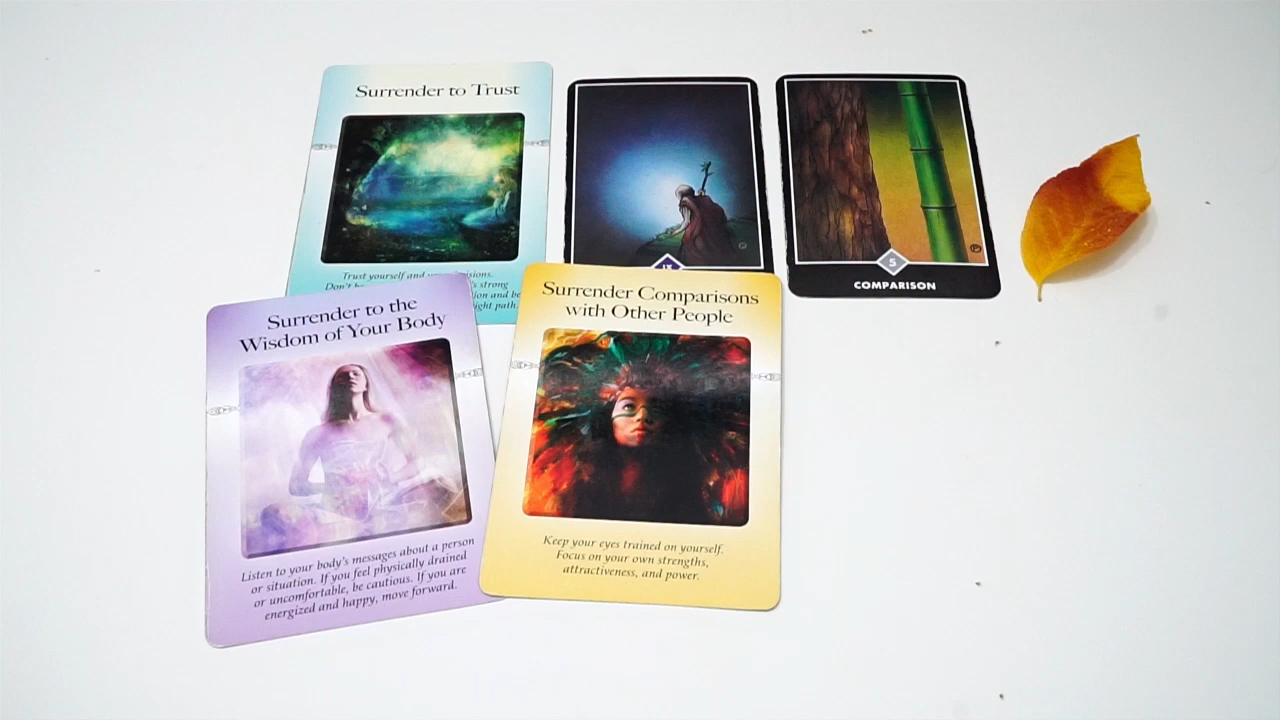 Surrender to Trust
Trust yourself and
Don't
strong
and be
path.
IX
5
COMPARISON
Surrender to the
Wisdom of Your Body
Listen to your body's messages about a person
or situation. If you feel physically drained
or uncomfortable, be cautious. If you are
energized and happy, move forward.
Surrender Comparisons
with Other People
Keep your eyes trained on yourself.
Focus on your own strengths,
attractiveness, and power.